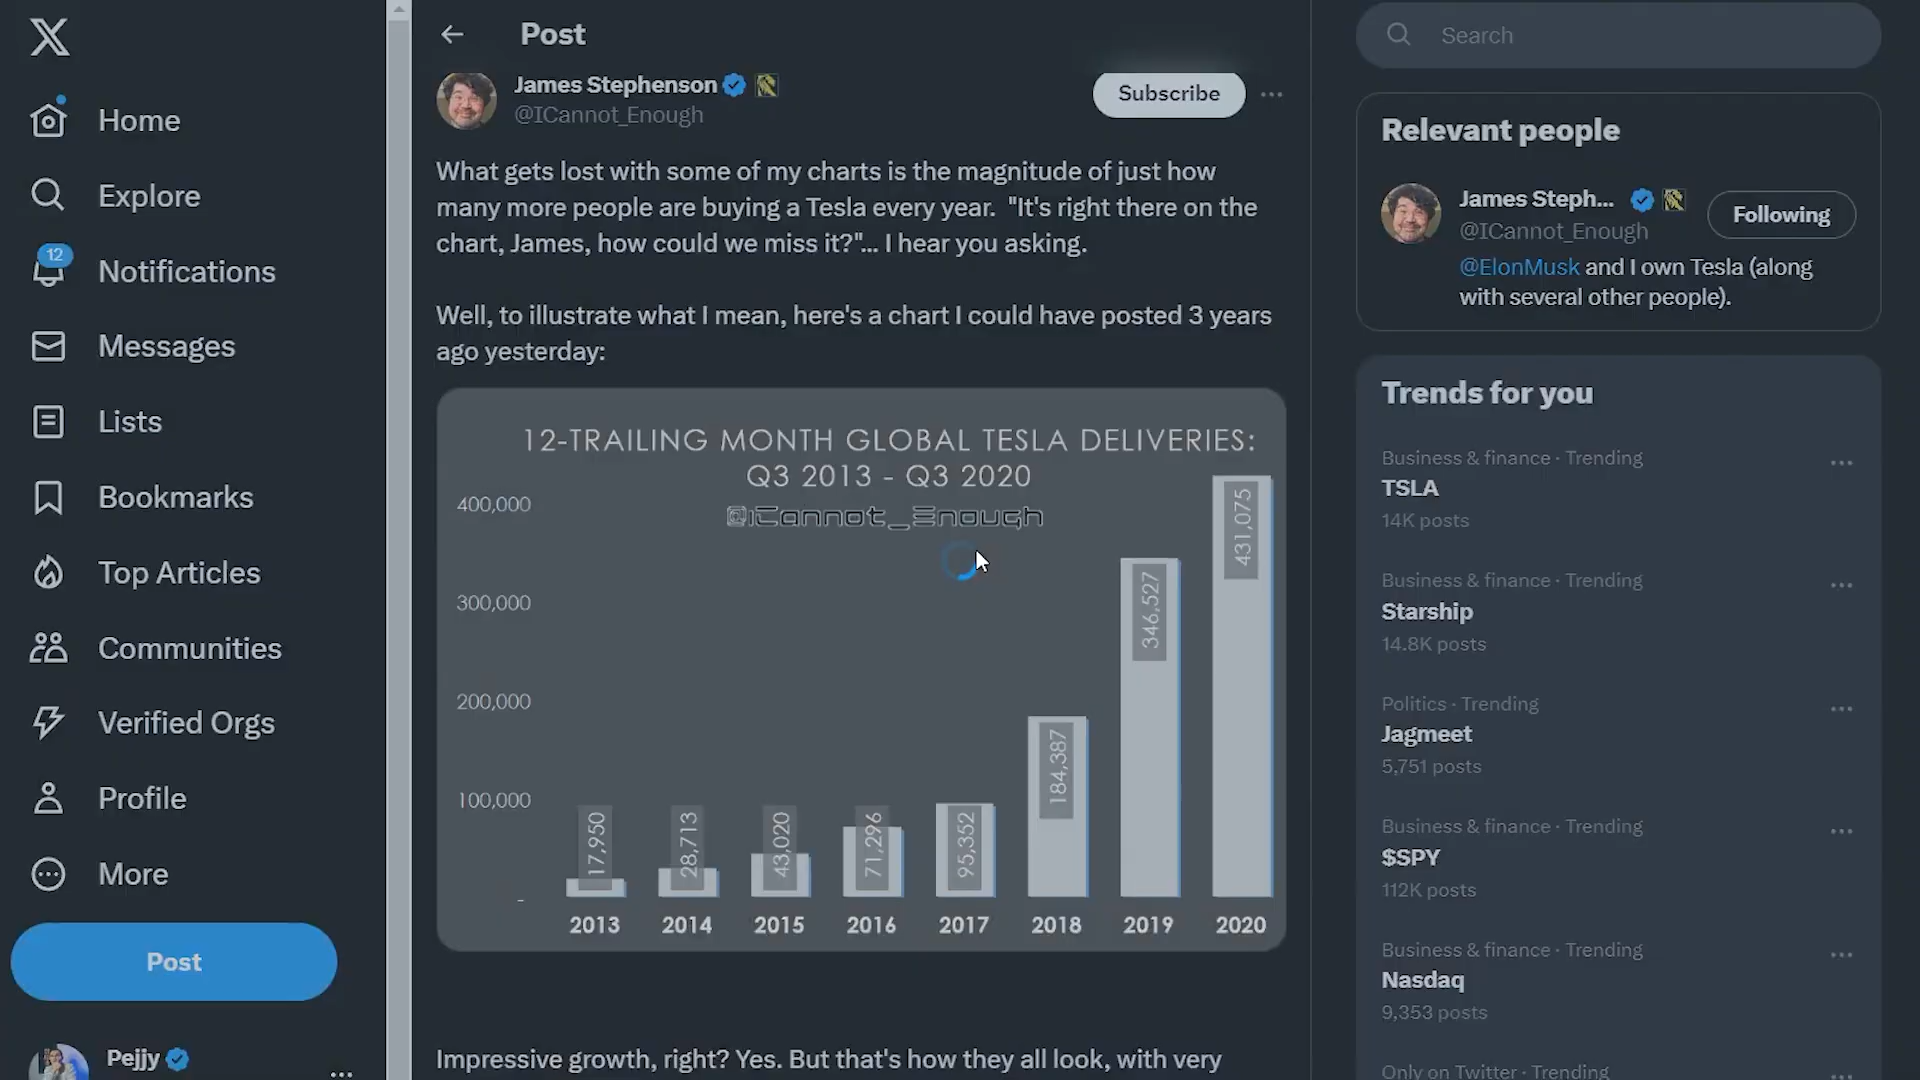 Home
Explore
12
Notifications
Messages
Lists
Bookmarks
Top Articles
Communities
Verified Orgs
Profile
More
Post
Pejjy
Post
James Stephenson
@ICannot_Enough
Subscribe
What gets lost with some of my charts is the magnitude of just how
many more people are buying a Tesla every year. "It's right there on the
chart, James, how could we miss it?"... I hear you asking.
Well, to illustrate what I mean, here's a chart I could have posted 3 years
ago yesterday:
12-TRAILING MONTH GLOBAL TESLA DELIVERIES:
Q3 2013 - Q3 2020
@iCannot_Enough
400,000
300,000
200,000
100,000
-
17,950
28,713
43,020
71,296
95,352
184,387
346,527
431,075
2013 2014 2015 2016 2017 2018 2019 2020
Impressive growth, right? Yes. But that's how they all look, with very
Search
Relevant people
James Steph...
@ICannot_Enough
Following
@ElonMusk and I own Tesla (along
with several other people).
Trends for you
Business & finance · Trending
TSLA
14K posts
Business & finance · Trending
Starship
14.8K posts
Politics · Trending
Jagmeet
5,751 posts
Business & finance · Trending
$SPY
112K posts
Business & finance · Trending
Nasdaq
9,353 posts
Only on Twitter · Trending